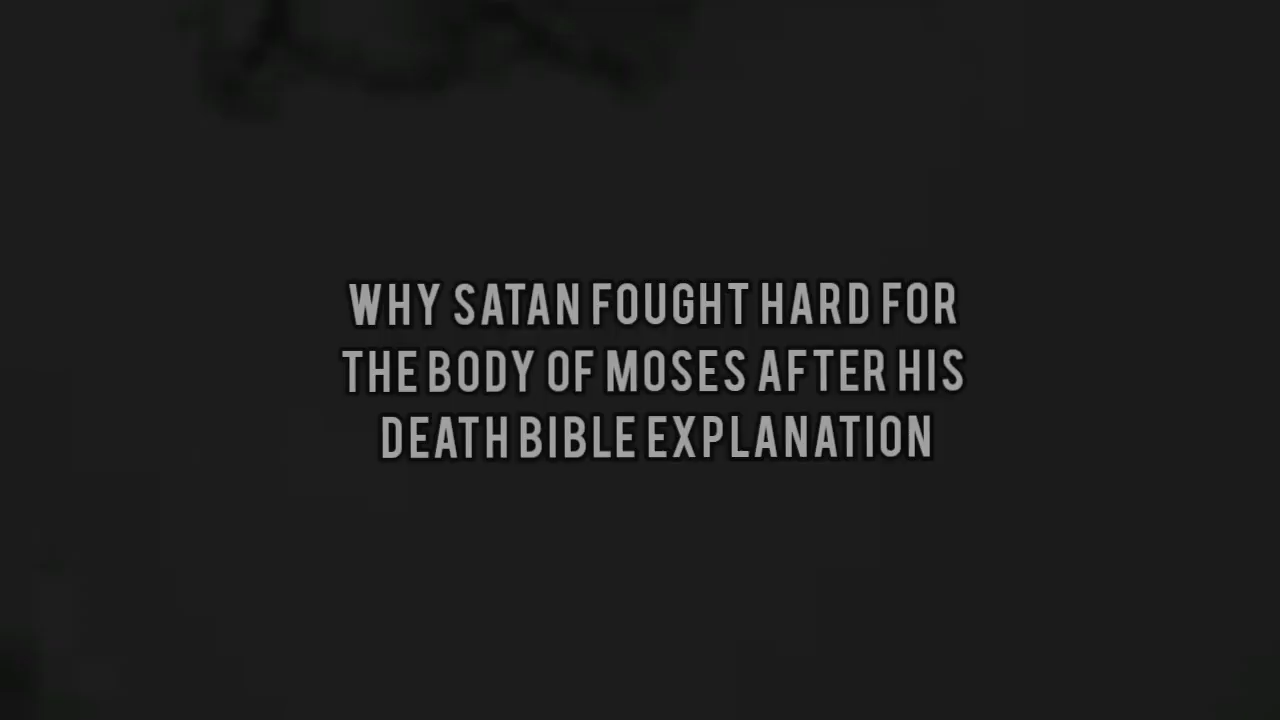 WHY SATAN FOUGHT HARD FOR
THE BODY OF MOSES AFTER HIS
DEATH BIBLE EXPLANATION